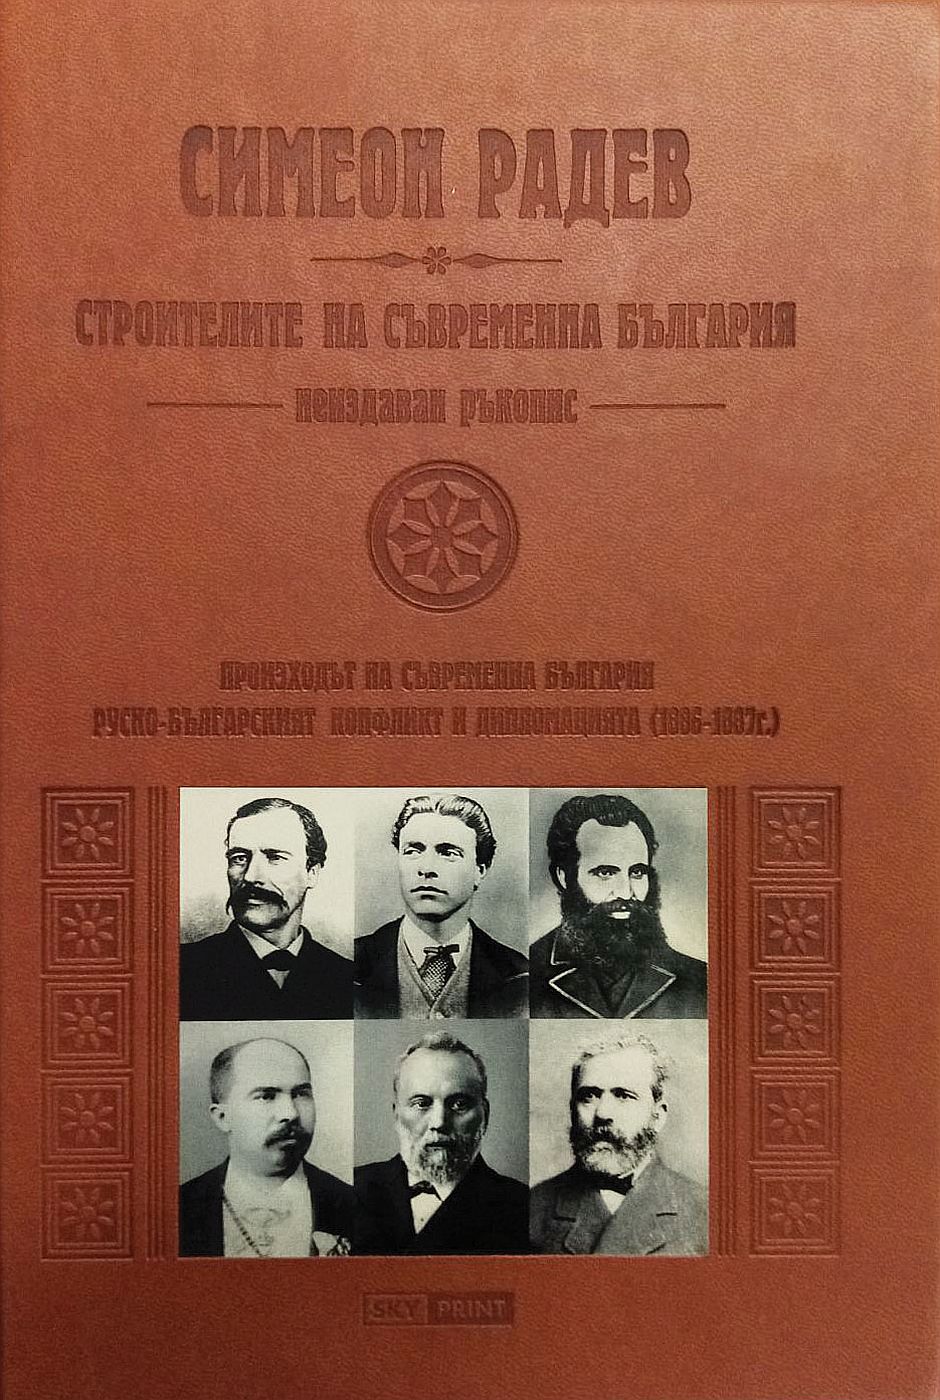 СИМЕОН РАДЕВ
СТРОИТЕЛИТЕ НА СЪВРЕМЕННА БЪЛГАРИЯ
неиздаван ръкопис
ПРОИЗХОДЪТ НА СЪВРЕМЕННА БЪЛГАРИЯ
РУСКО-БЪЛГАРСКИЯТ КОНФЛИКТ И ДИПЛОМАЦИЯТА (1886-1887г.)
SKY PRINT